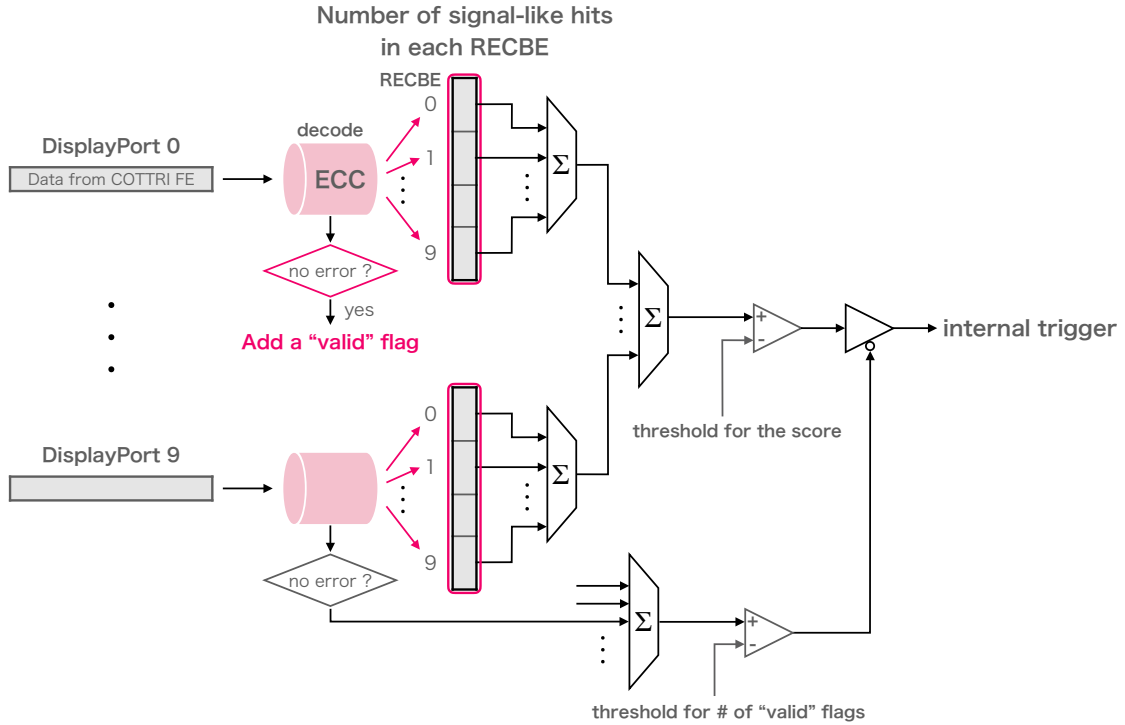 Number of signal-like hits
in each RECBE
RECBE
DisplayPort 0
Data from COTTRI FE
decode
ECC
0
1
9
Σ
no error ?
yes
Add a “valid” flag
Σ
+
-
internal trigger
threshold for the score
DisplayPort 9
0
1
9
Σ
no error ?
Σ
+
-
threshold for # of “valid” flags